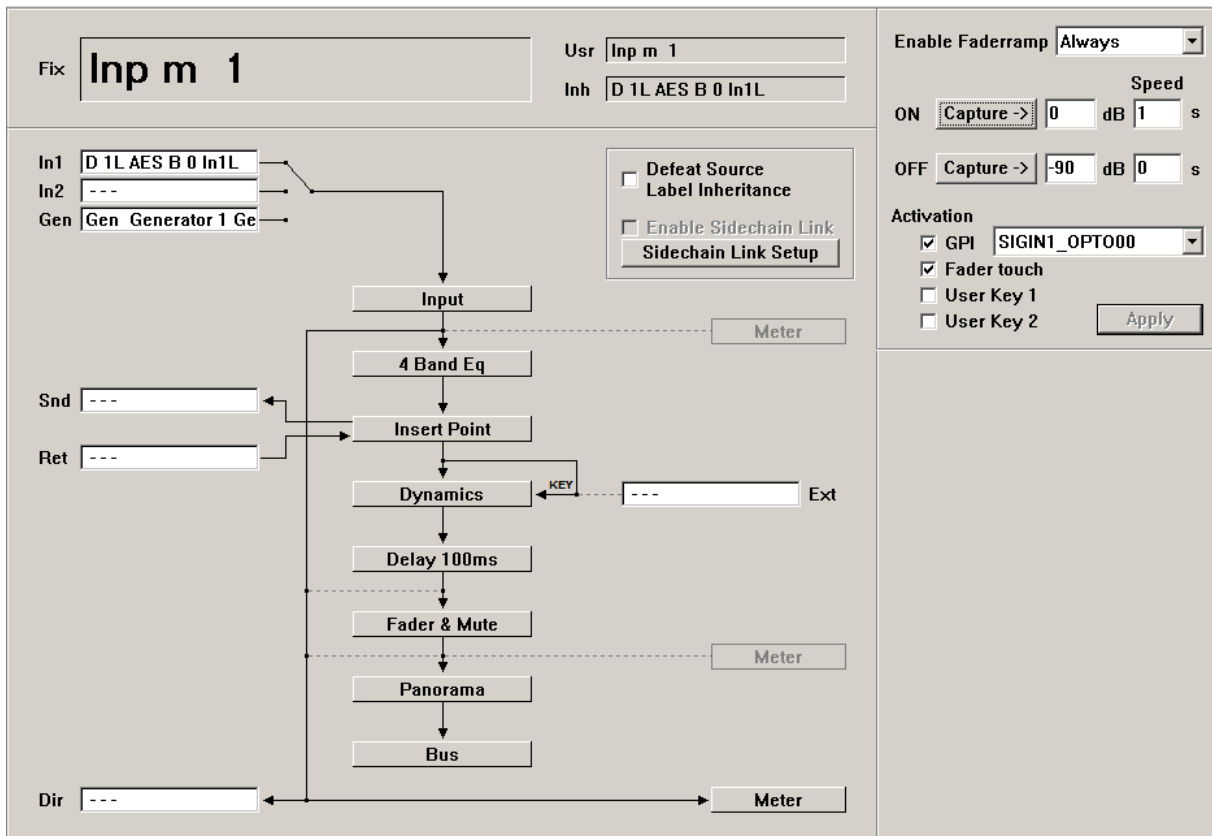 Fix Inp m 1
Usr Inp m 1
Inh D 1L AES B 0 In1L
In1 D 1L AES B 0 In1L
In2 - - -
Gen Gen Generator 1 Ge
Defeat Source
Label Inheritance
Enable Sidechain Link
Sidechain Link Setup
Input
Meter
4 Band Eq
Snd - - -
Insert Point
Ret - - -
KEY
Dynamics
- - - Ext
Delay 100ms
Fader & Mute
Meter
Panorama
Bus
Dir - - -
Meter
Enable Faderramp Always
Speed
ON Capture -> 0 dB 1 s
OFF Capture -> -90 dB 0 s
Activation
GPI SIGIN1_OPTO00
Fader touch
User Key 1
User Key 2
Apply